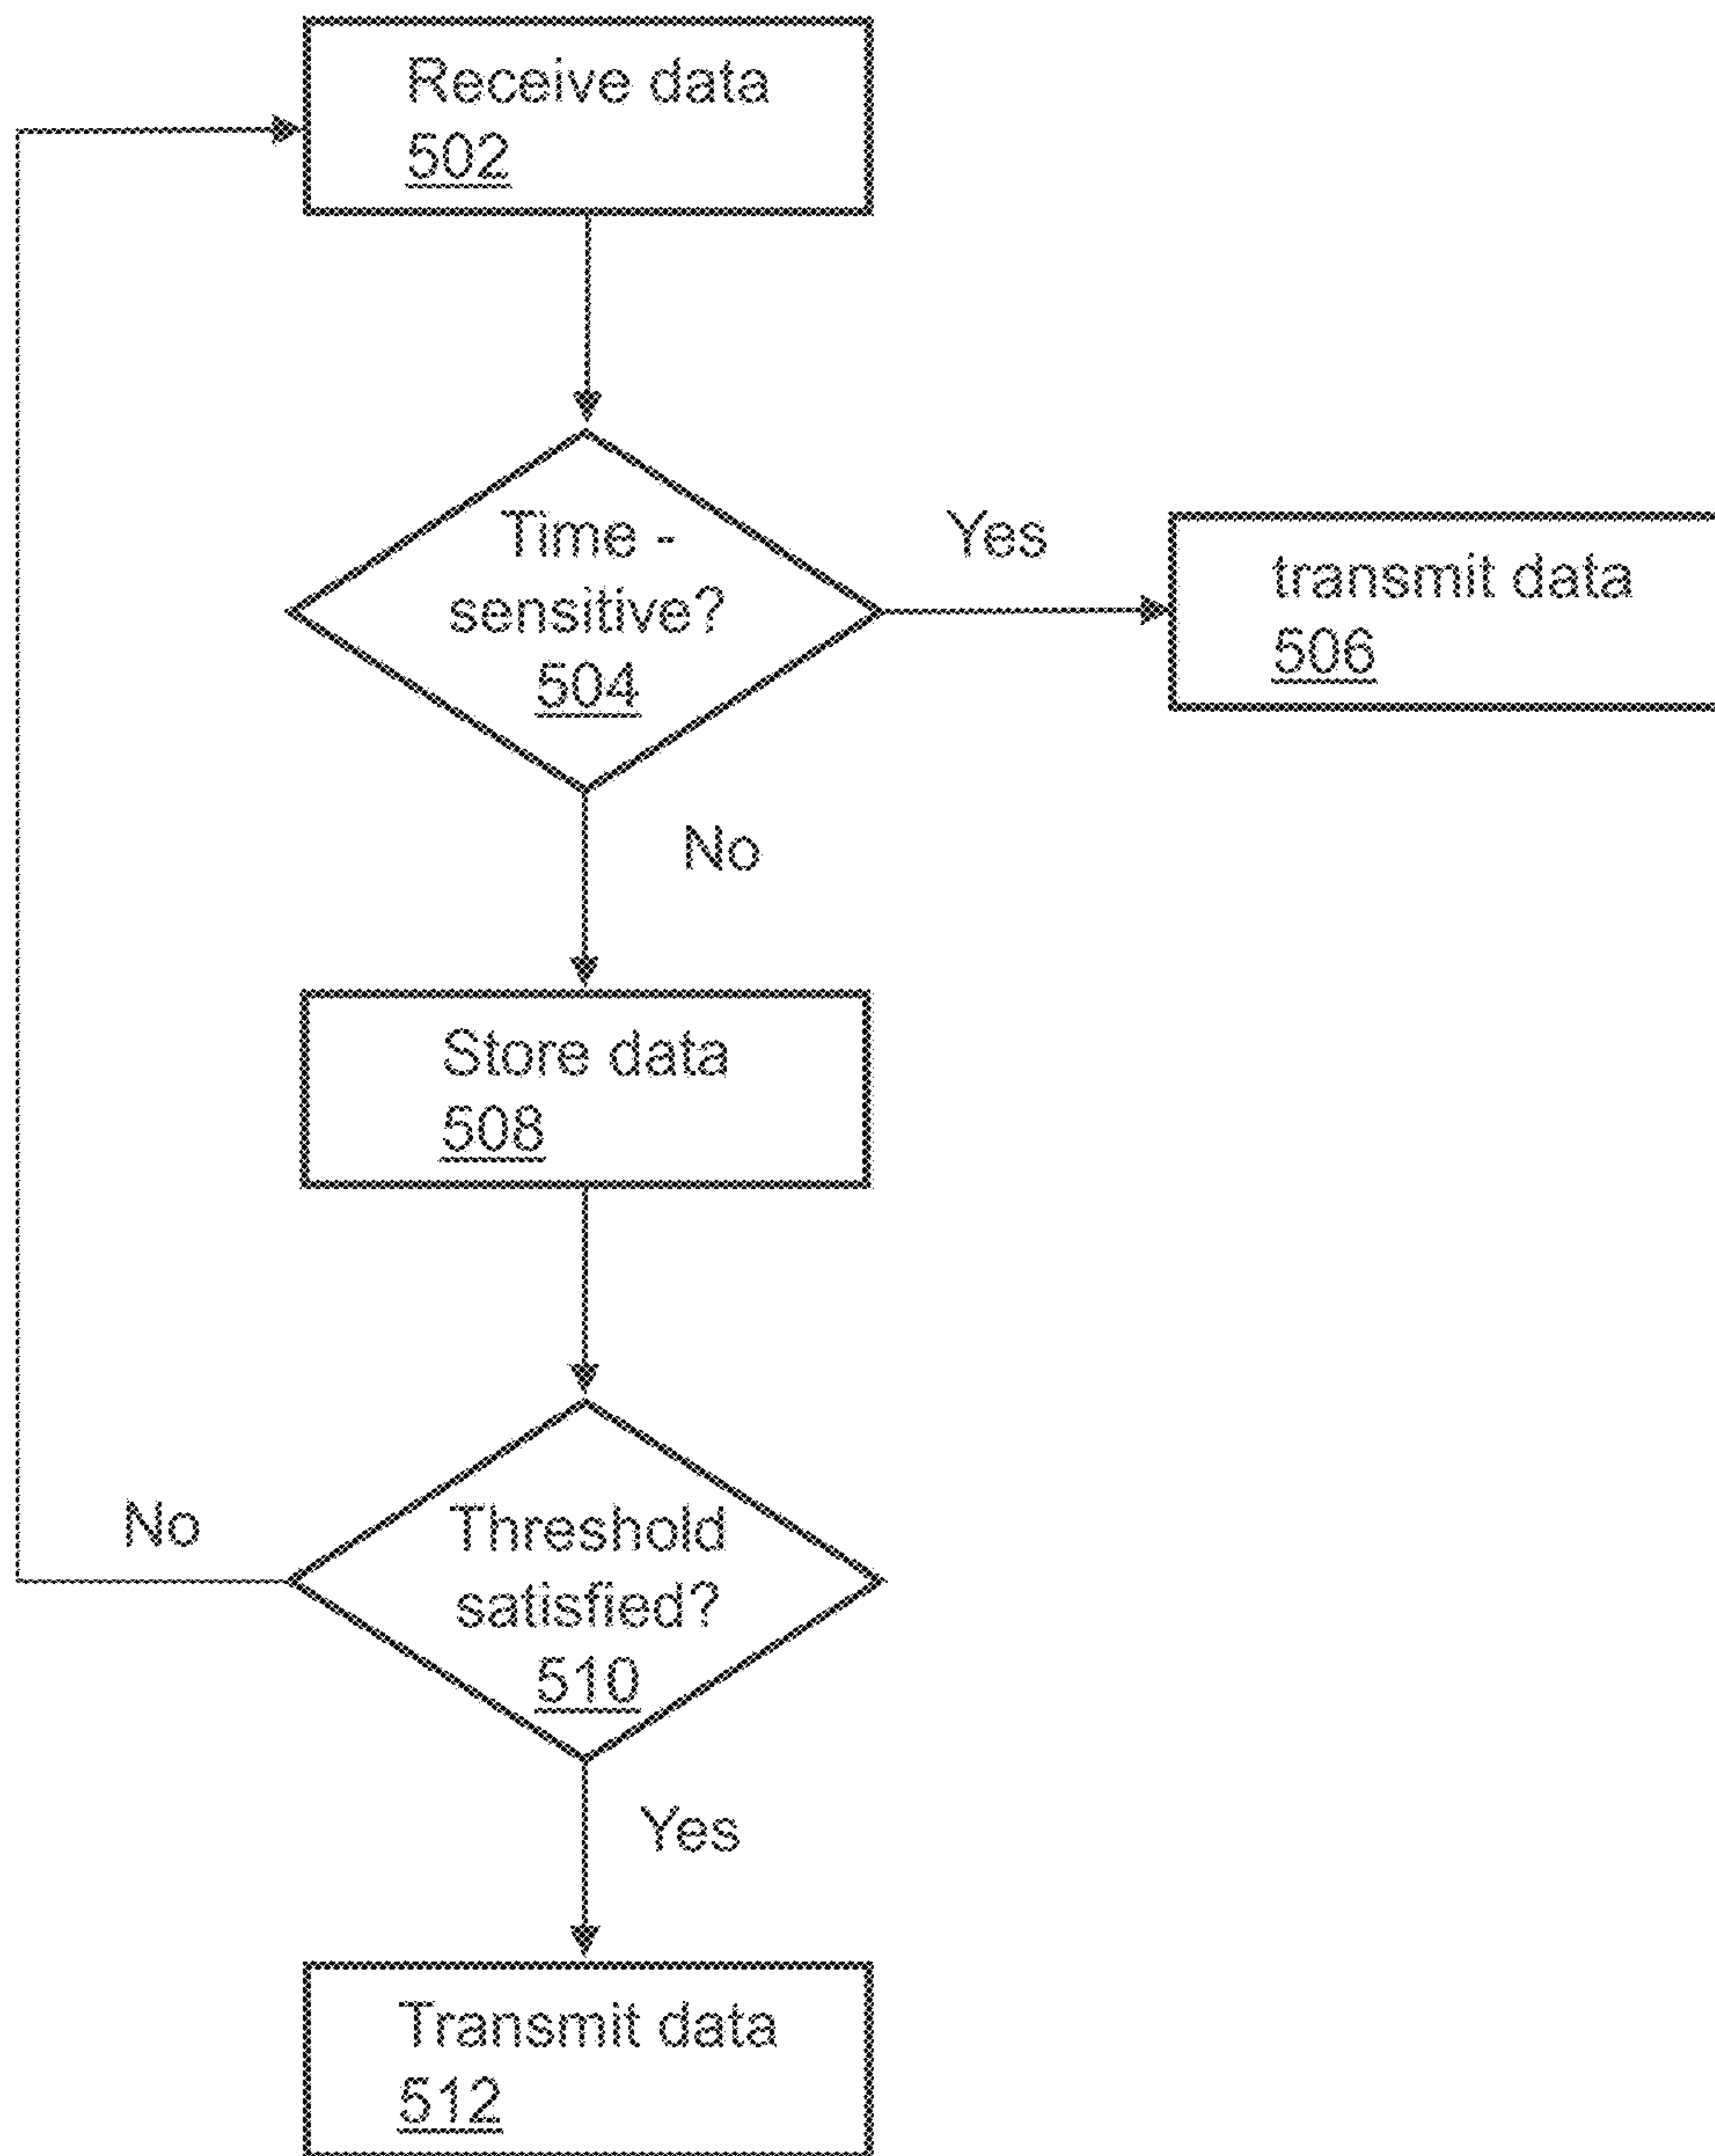 Receive data
502
Time -
sensitive?
504
Yes
transmit data
506
No
Store data
508
No
Threshold
satisfied?
510
Yes
Transmit data
512